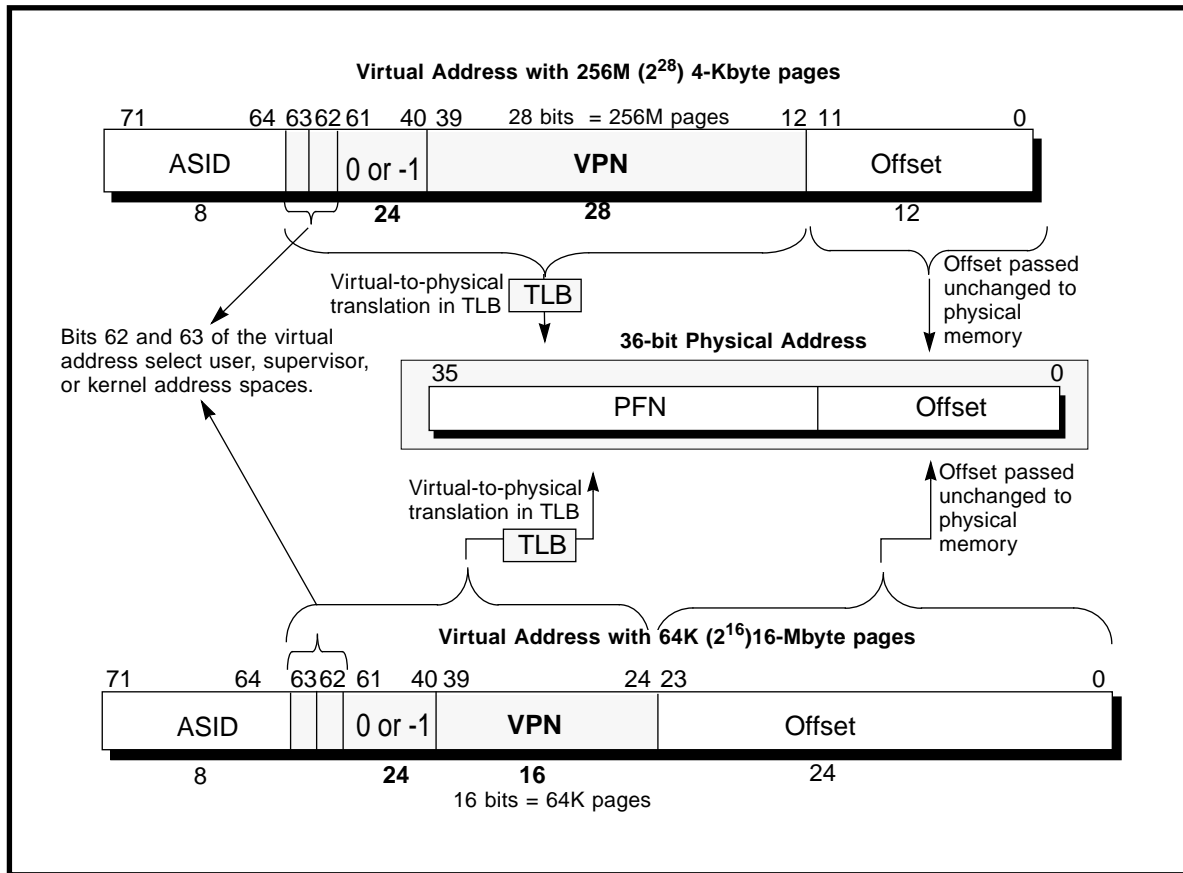 Virtual Address with 256M (2^28) 4-Kbyte pages
71 64 63 62 61 40 39 28 bits = 256M pages 12 11 0
ASID 0 or -1 VPN Offset
8 24 28 12
Virtual-to-physical
translation in TLB
TLB
Offset passed
unchanged to
physical
memory
Bits 62 and 63 of the virtual
address select user, supervisor,
or kernel address spaces.
36-bit Physical Address
35 0
PFN Offset
Virtual-to-physical
translation in TLB
TLB
Offset passed
unchanged to
physical
memory
Virtual Address with 64K (2^16)16-Mbyte pages
71 64 63 62 61 40 39 24 23 0
ASID 0 or -1 VPN Offset
8 24 16 24
16 bits = 64K pages